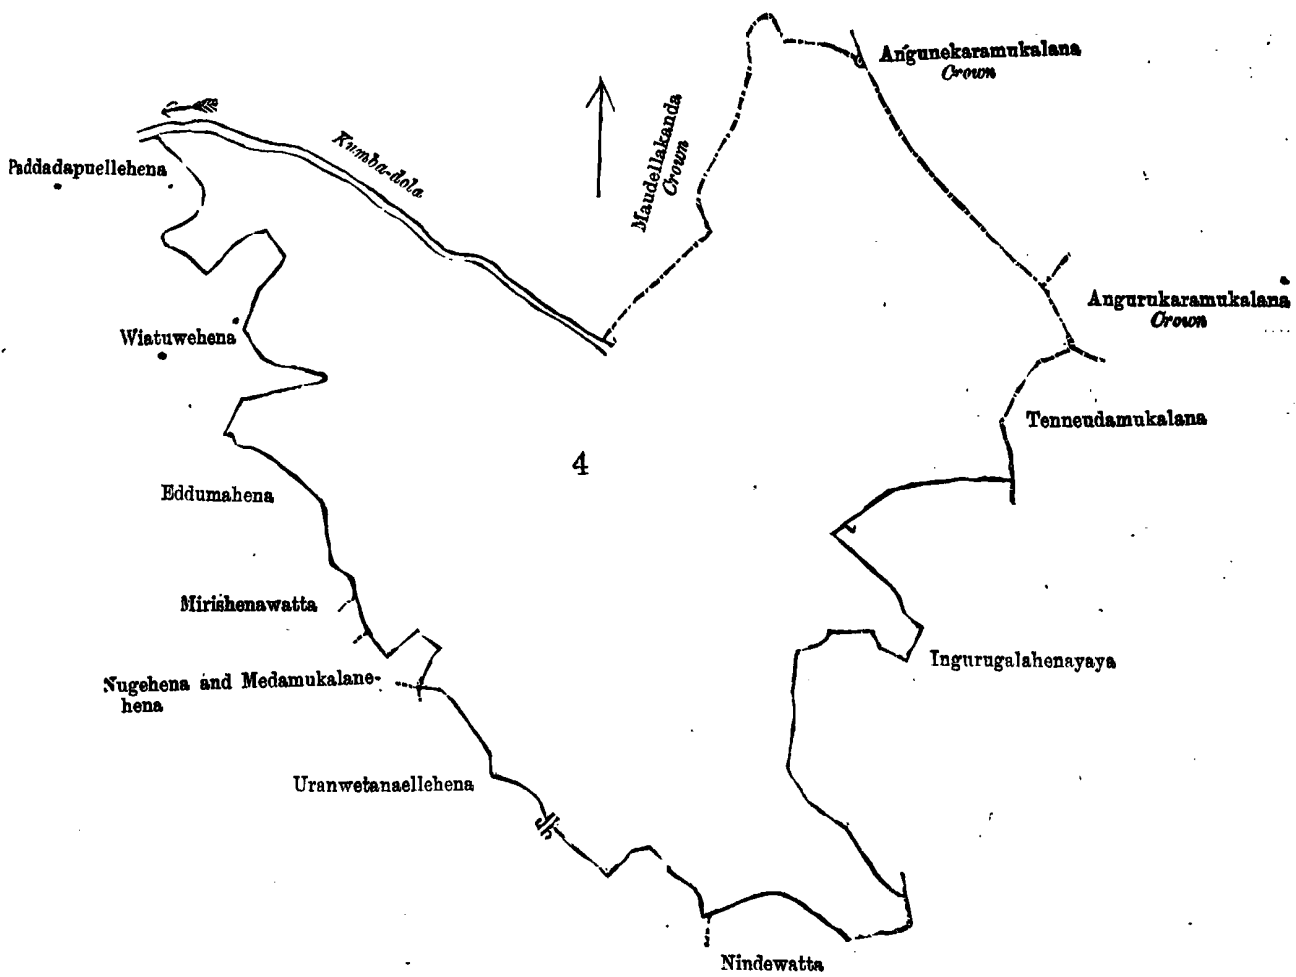 Angunekaramukalana
Crown
Maudellakanda
Crown
Kumba-dola
Paddadapuellehena
Angurukaramukalana
Crown
Wiatuwehena
Tenneudamukalana
4
Eddumahena
Mirishenawatta
Ingurugalahenayaya
Nugehena and Medamukalane-
hena
Uranwetanaellehena
Nindewatta